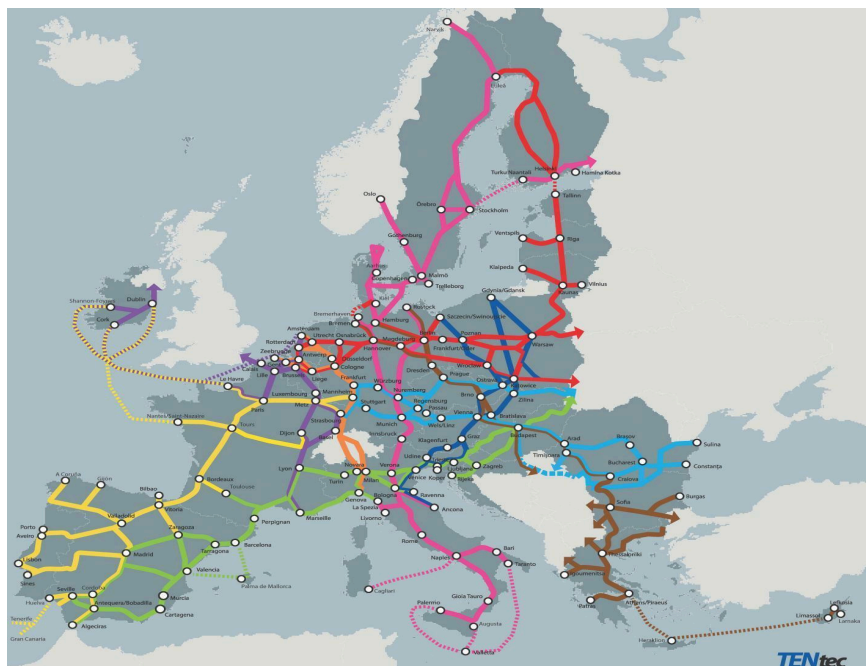 Narvik
Luleå
Oslo
Turku/Naantali
Helsinki
Hamina Kotka
Örebro
Stockholm
Tallinn
Gothenburg
Ventspils
Riga
Aarhus
Copenhagen
Malmö
Trelleborg
Klaipeda
Kaunas
Vilnius
Shannon-Foynes
Dublin
Cork
Kiel
Rostock
Gdynia/Gdansk
Bremerhaven
Bremen
Hamburg
Szczecin/Swinoujscie
Amsterdam
Rotterdam
Utrecht
Osnabrück
Hannover
Magdeburg
Berlin
Frankfurt/Oder
Poznan
Warsaw
Zeebrugge
Antwerp
Düsseldorf
Calais
Lille
Brussels
Liège
Cologne
Dresden
Wrocław
Le Havre
Luxembourg
Frankfurt
Mannheim
Würzburg
Nuremberg
Prague
Ostrava
Katowice
Paris
Metz
Stuttgart
Regensburg
Passau
Brno
Zilina
Nantes/Saint-Nazaire
Tours
Strasbourg
Munich
Wels/Linz
Vienna
Bratislava
Dijon
Basel
Innsbruck
Klagenfurt
Graz
Budapest
Arad
Brasov
Sulina
Timișoara
Lyon
Novara
Milan
Verona
Udine
Ljubljana
Zagreb
Bucharest
Constanța
Craiova
A Coruña
Gijon
Bordeaux
Turin
Venice
Koper
Rijeka
Bilbao
Toulouse
Genova
Bologna
Ravenna
Sofia
Burgas
Vitoria
La Spezia
Livorno
Ancona
Marseille
Perpignan
Porto
Aveiro
Valladolid
Zaragoza
Rome
Barcelona
Tarragona
Madrid
Naples
Bari
Taranto
Thessaloniki
Igoumenitsa
Lisbon
Sines
Valencia
Palma de Mallorca
Cagliari
Gioia Tauro
Palermo
Patras
Athens/Piraeus
Lefkosia
Limassol
Larnaka
Huelva
Seville
Cordoba
Murcia
Antequera/Bobadilla
Cartagena
Augusta
Tenerife
Algeciras
Gran Canaria
Valletta
Heraklion
TENtec